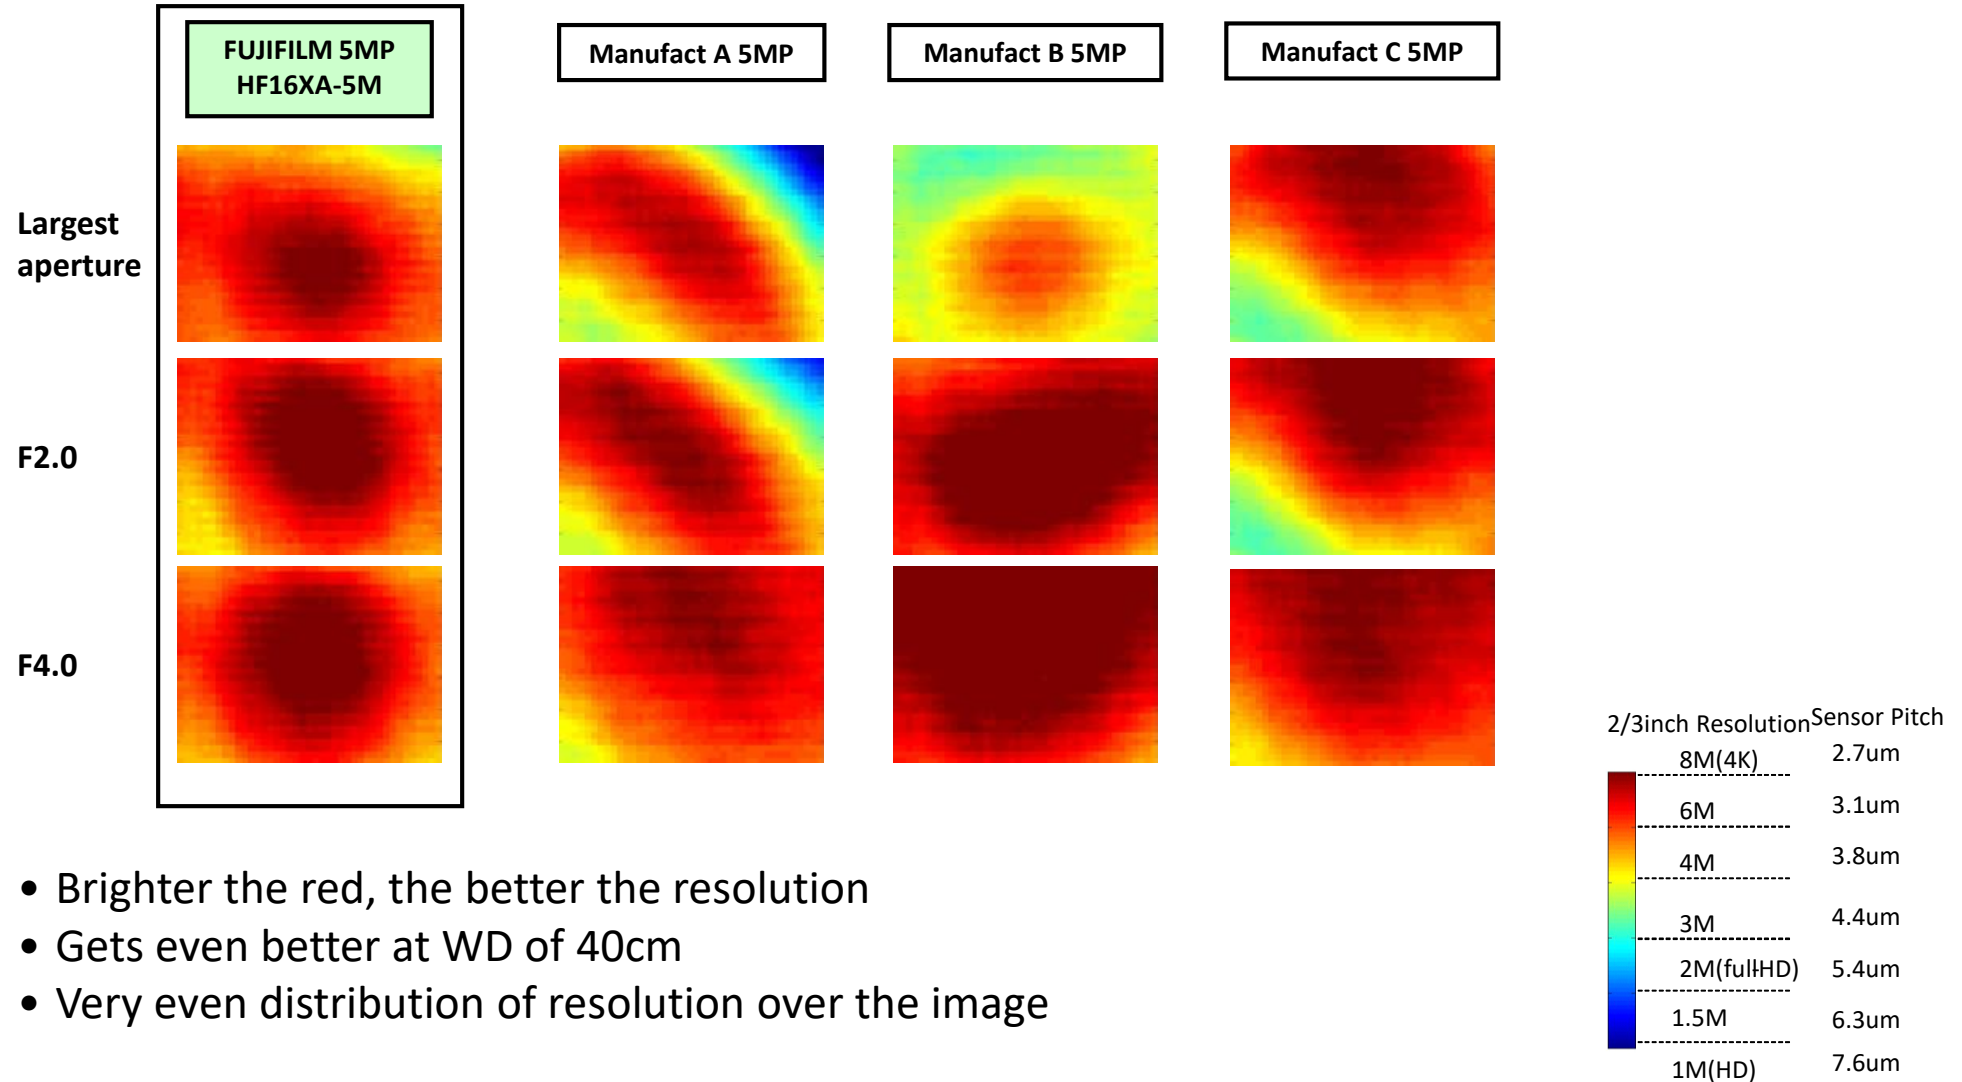 FUJIFILM 5MP
HF16XA-5M
Manufact A 5MP
Manufact B 5MP
Manufact C 5MP
Largest
aperture
F2.0
F4.0
• Brighter the red, the better the resolution
• Gets even better at WD of 40cm
• Very even distribution of resolution over the image
2/3inch Resolution Sensor Pitch
8M(4K) 2.7um
6M 3.1um
4M 3.8um
3M 4.4um
2M(full-HD) 5.4um
1.5M 6.3um
1M(HD) 7.6um